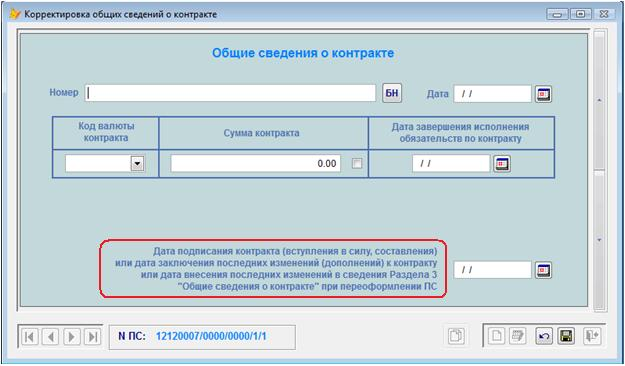 Корректировка общих сведений о контракте
Общие сведения о контракте
Номер БН Дата / /
Код валюты контракта Сумма контракта Дата завершения исполнения обязательств по контракту
0.00 / /
Дата подписания контракта (вступления в силу, составления)
или дата заключения последних изменений (дополнений) к контракту
или дата внесения последних изменений в сведения Раздела 3
"Общие сведения о контракте" при переоформлении ПС
/ /
N ПС: 12120007/0000/0000/1/1